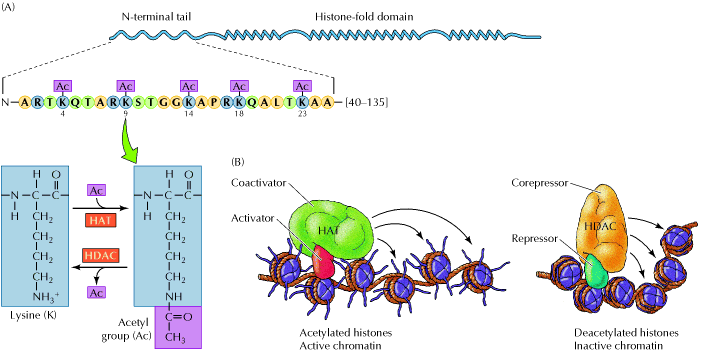 (A)
N-terminal tail Histone-fold domain
Ac Ac Ac Ac Ac
N—ARTKQTARKSTGGKAPRKQALTKAA—[40–135]
4 9 14 18 23
H O
N C C
H CH2
CH2
CH2
CH2
NH3+
Lysine (K)
Ac
HAT
HDAC
Ac
H O
N C C
H CH2
CH2
CH2
CH2
NH
C=O
CH3
Acetyl
group (Ac)
(B)
Coactivator
Activator
HAT
Acetylated histones
Active chromatin
Corepressor
HDAC
Repressor
Deacetylated histones
Inactive chromatin